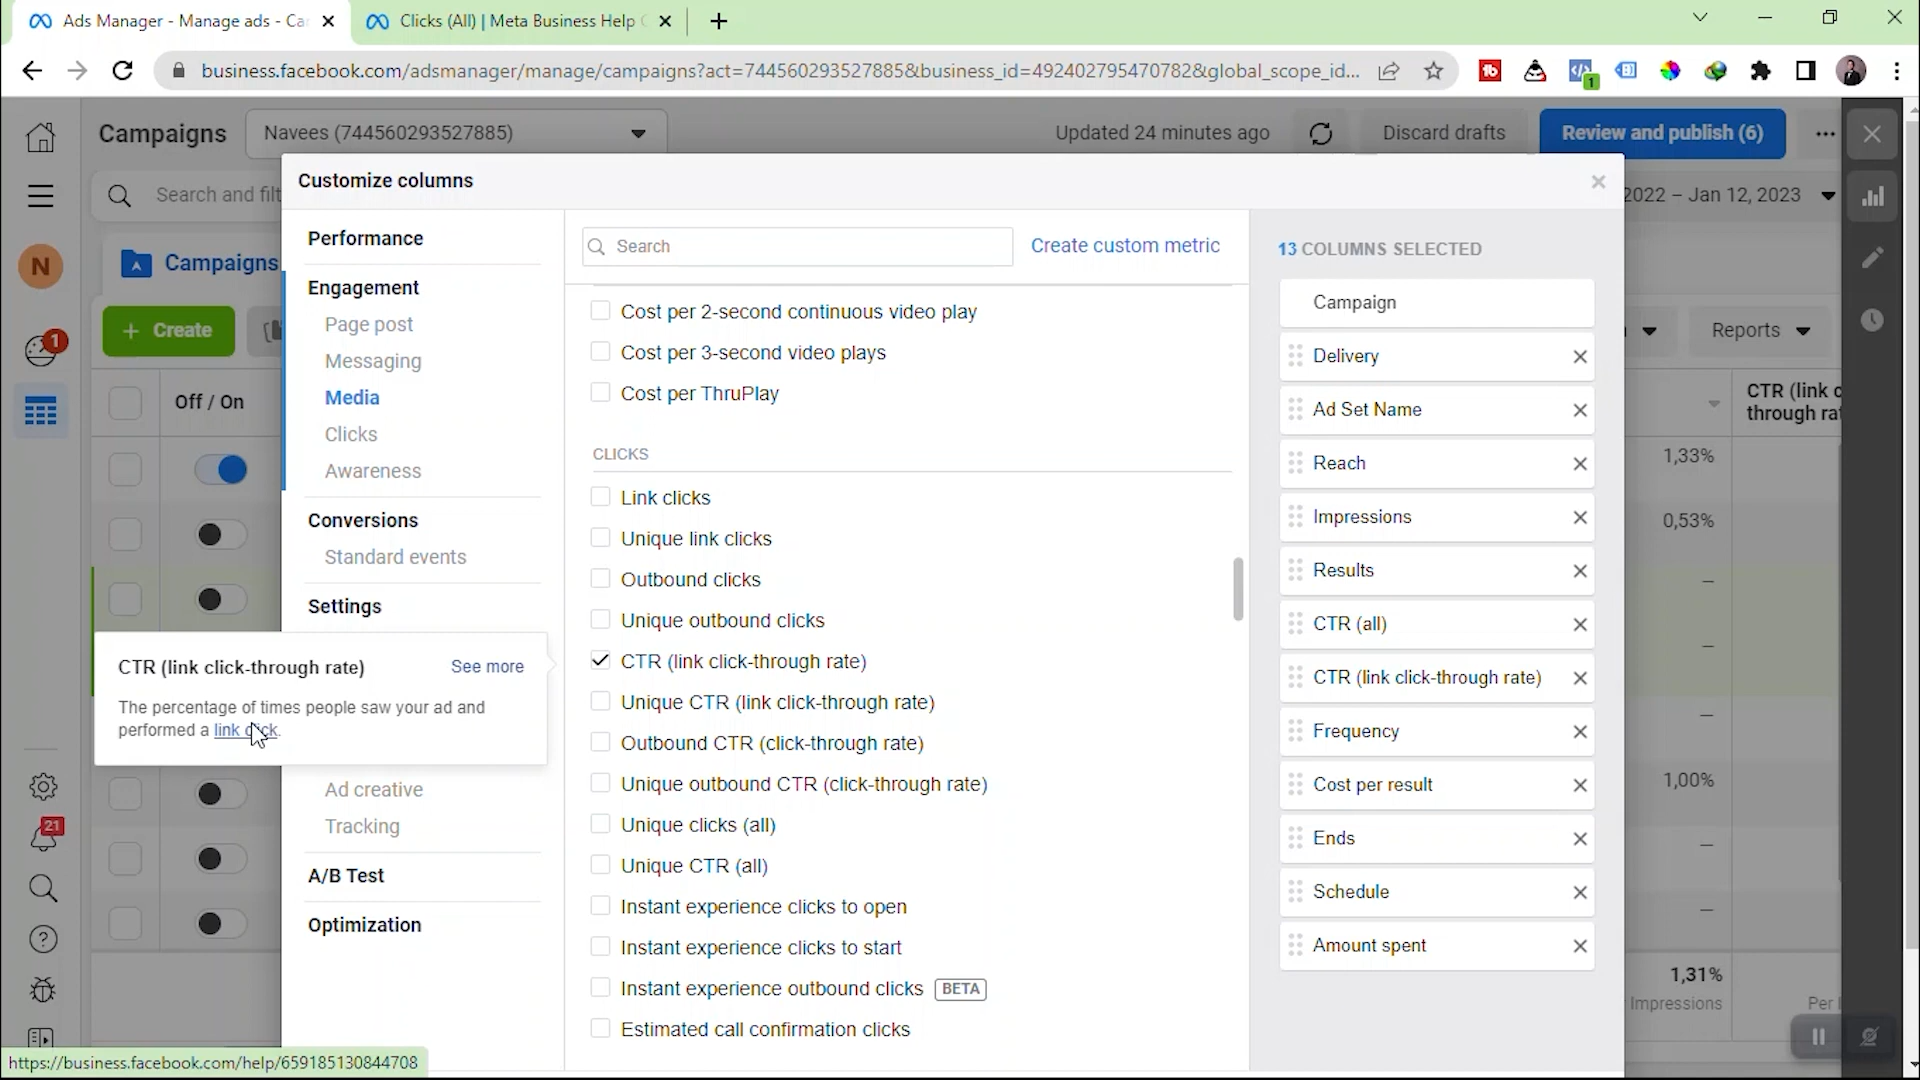 Ads Manager - Manage ads - Ca
Clicks (All) | Meta Business Help C
business.facebook.com/adsmanager/manage/campaigns?act=744560293527885&business_id=492402795470782&global_scope_id...
1
Campaigns
Navees (744560293527885)
Updated 24 minutes ago
Discard drafts
Review and publish (6)
Search and filt
2022 – Jan 12, 2023
N
Campaigns
1
+ Create
Reports
Off / On
CTR (link c
through rat
1,33%
0,53%
—
—
—
1,00%
—
—
1,31%
Impressions
Per I
21
Customize columns
Performance
Engagement
Page post
Messaging
Media
Clicks
Awareness
Conversions
Standard events
Settings
Ad creative
Tracking
A/B Test
Optimization
CTR (link click-through rate)
See more
The percentage of times people saw your ad and
performed a link click.
Search
Create custom metric
Cost per 2-second continuous video play
Cost per 3-second video plays
Cost per ThruPlay
CLICKS
Link clicks
Unique link clicks
Outbound clicks
Unique outbound clicks
CTR (link click-through rate)
Unique CTR (link click-through rate)
Outbound CTR (click-through rate)
Unique outbound CTR (click-through rate)
Unique clicks (all)
Unique CTR (all)
Instant experience clicks to open
Instant experience clicks to start
Instant experience outbound clicks BETA
Estimated call confirmation clicks
13 COLUMNS SELECTED
Campaign
Delivery
Ad Set Name
Reach
Impressions
Results
CTR (all)
CTR (link click-through rate)
Frequency
Cost per result
Ends
Schedule
Amount spent
https://business.facebook.com/help/659185130844708